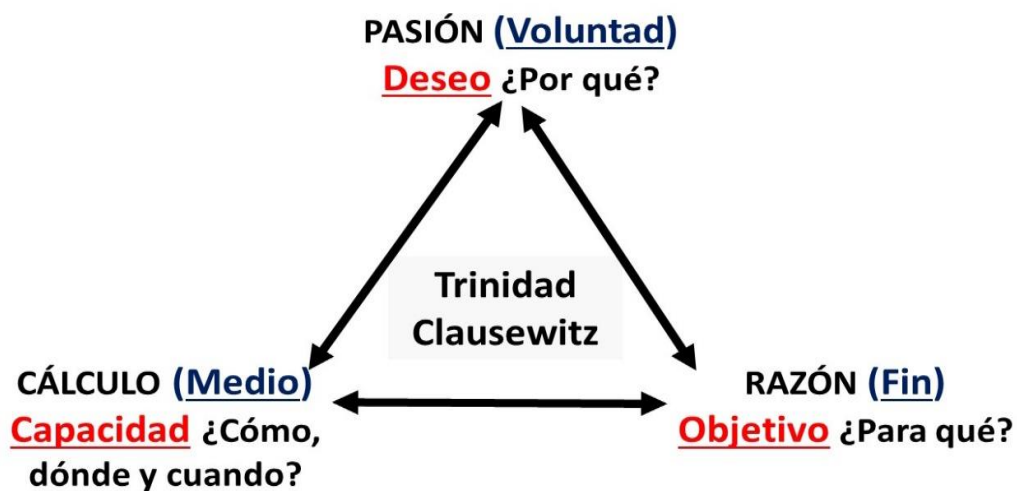 PASIÓN (Voluntad)
Deseo ¿Por qué?
Trinidad
Clausewitz
CÁLCULO (Medio)
Capacidad ¿Cómo,
dónde y cuando?
RAZÓN (Fin)
Objetivo ¿Para qué?